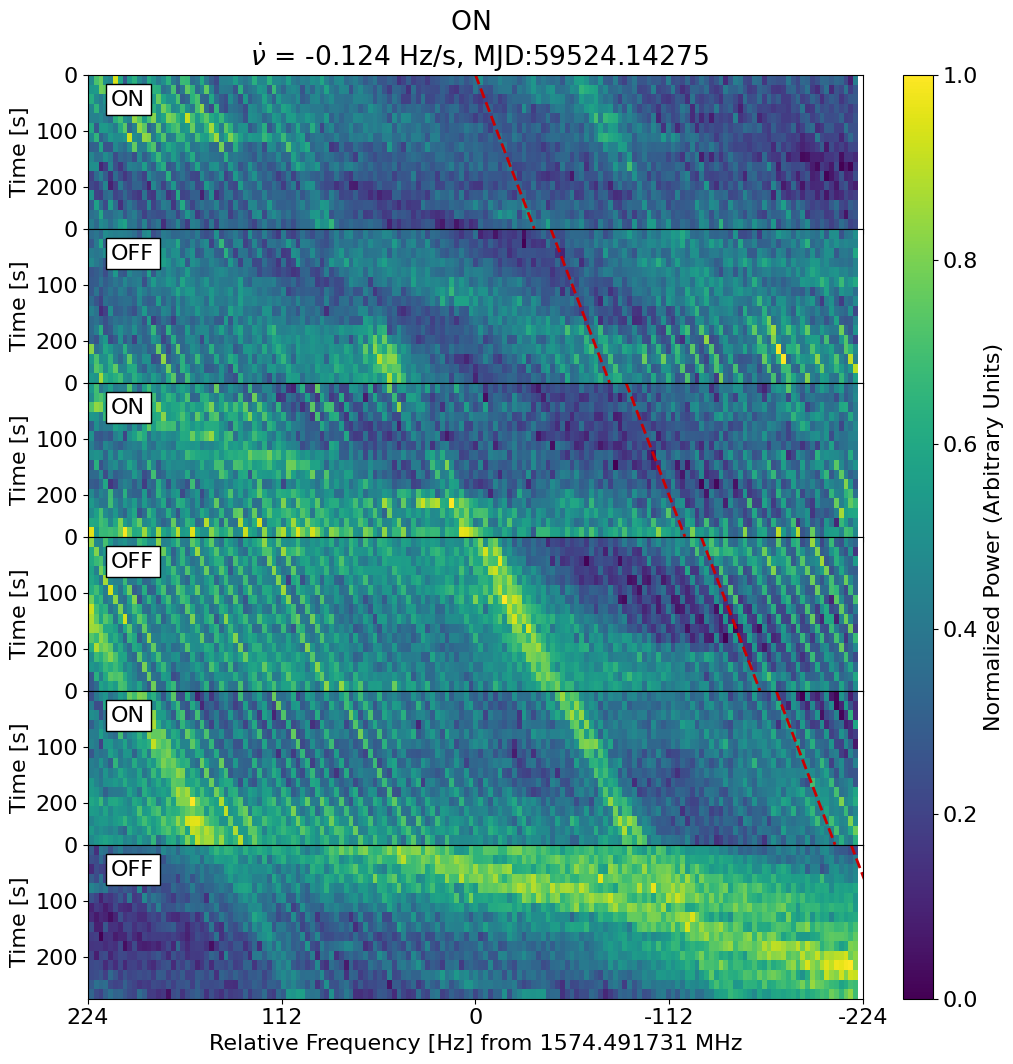 ON
ν̇ = -0.124 Hz/s, MJD:59524.14275
0
ON
100
200
Time [s]
0
OFF
100
200
Time [s]
0
ON
100
200
Time [s]
0
OFF
100
200
Time [s]
0
ON
100
200
Time [s]
0
OFF
100
200
Time [s]
224 112 0 -112 -224
Relative Frequency [Hz] from 1574.491731 MHz
1.0
0.8
0.6
0.4
0.2
0.0
Normalized Power (Arbitrary Units)